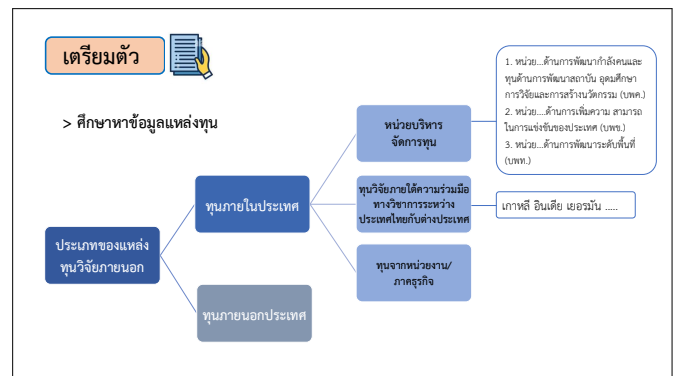 เตรียมตัว
> ศึกษาหาข้อมูลแหล่งทุน
ประเภทของแหล่ง
ทุนวิจัยภายนอก
ทุนภายในประเทศ
ทุนภายนอกประเทศ
หน่วยบริหาร
จัดการทุน
ทุนวิจัยภายใต้ความร่วมมือ
ทางวิชาการระหว่าง
ประเทศไทยกับต่างประเทศ
ทุนจากหน่วยงาน/
ภาคธุรกิจ
1. หน่วย...ด้านการพัฒนากำลังคนและ
ทุนด้านการพัฒนาสถาบัน อุดมศึกษา
การวิจัยและการสร้างนวัตกรรม (บพค.)
2. หน่วย....ด้านการเพิ่มความ สามารถ
ในการแข่งขันของประเทศ (บพข.)
3. หน่วย...ด้านการพัฒนาระดับพื้นที่
(บพท.)
เกาหลี อินเดีย เยอรมัน .....